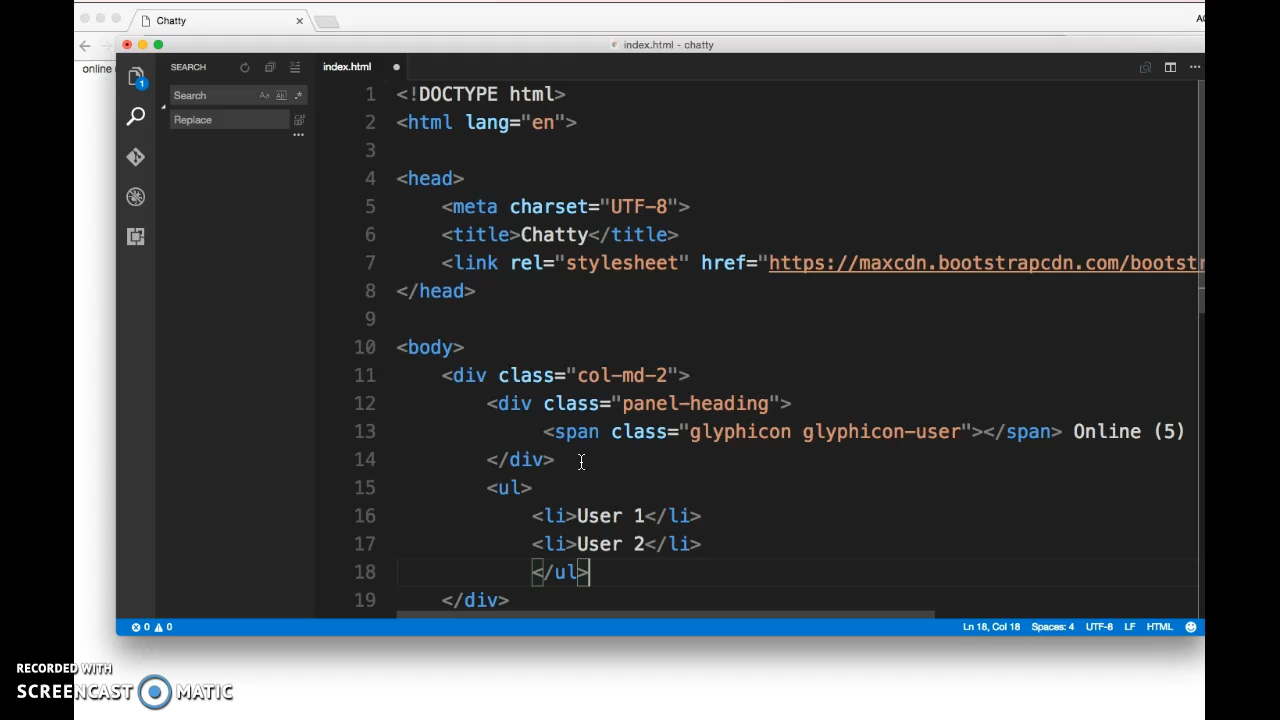 Chatty
AC
index.html - chatty
online
SEARCH
index.html
1
Search
Replace
1 <!DOCTYPE html>
2 <html lang="en">
3
4 <head>
5 <meta charset="UTF-8">
6 <title>Chatty</title>
7 <link rel="stylesheet" href="https://maxcdn.bootstrapcdn.com/bootstr
8 </head>
9
10 <body>
11 <div class="col-md-2">
12 <div class="panel-heading">
13 <span class="glyphicon glyphicon-user"></span> Online (5)
14 </div>
15 <ul>
16 <li>User 1</li>
17 <li>User 2</li>
18 </ul>
19 </div>
0 0 Ln 18, Col 18 Spaces: 4 UTF-8 LF HTML
RECORDED WITH
SCREENCAST MATIC